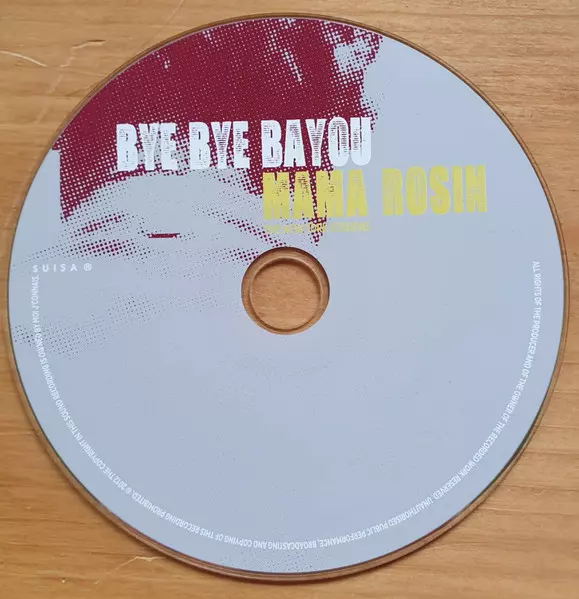 BYE BYE BAYOU
MAMA ROSIN
SUISA ®
ALL RIGHTS OF THE PRODUCER AND OF THE OWNER OF THE RECORDED WORK RESERVED. UNAUTHORISED PUBLIC PERFORMANCE, BROADCASTING AND COPYING OF THIS RECORDING PROHIBITED. © 2012 THE COPYRIGHT IN THIS SOUND RECORDING IS OWNED BY MOI J'CONNAIS.